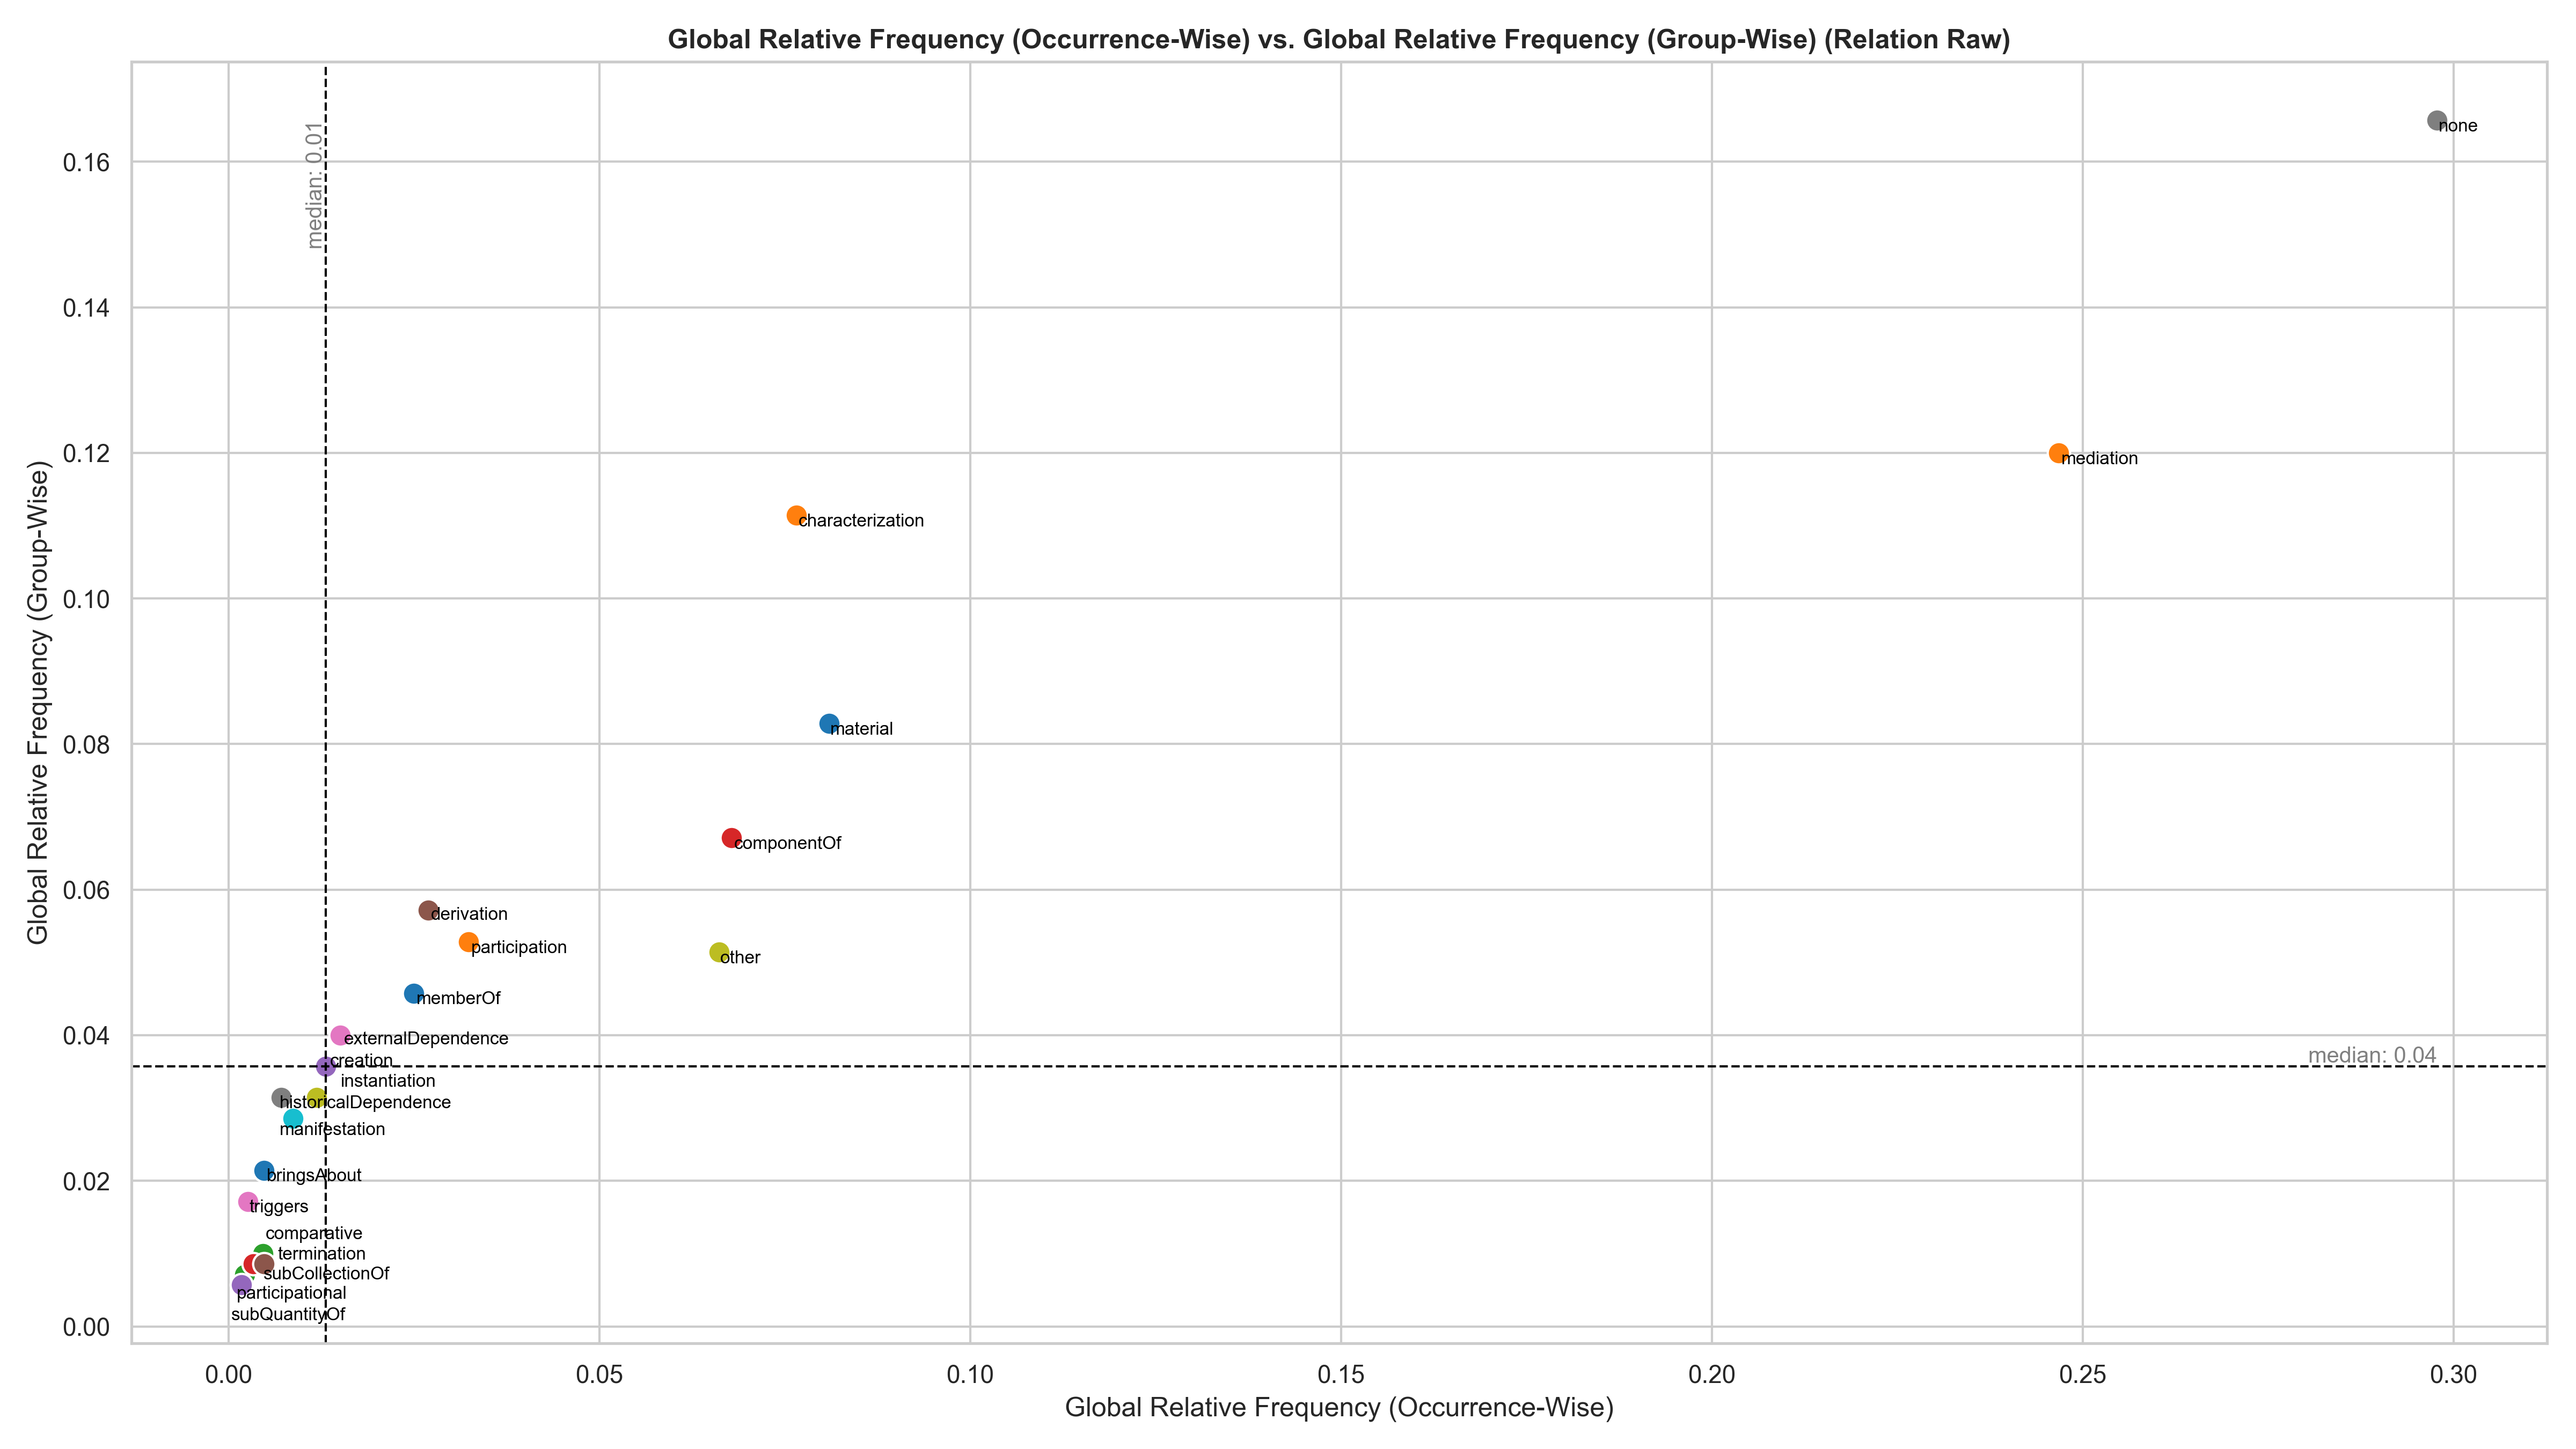 Global Relative Frequency (Occurrence-Wise) vs. Global Relative Frequency (Group-Wise) (Relation Raw)
median: 0.01
none
0.16
0.14
0.12
mediation
characterization
0.10
material
0.08
componentOf
0.06
derivation
participation
other
memberOf
0.04
externalDependence
creation
median: 0.04
instantiation
historicalDependence
manifestation
0.02
bringsAbout
triggers
comparative
termination
subCollectionOf
participational
subQuantityOf
0.00
Global Relative Frequency (Group-Wise)
0.00
0.05
0.10
0.15
0.20
0.25
0.30
Global Relative Frequency (Occurrence-Wise)